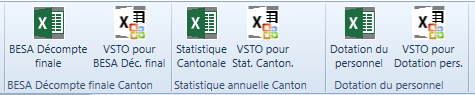 BESA Décompte
finale
VSTO pour
BESA Déc. final
BESA Décompte finale Canton
Statistique
Cantonale
VSTO pour
Stat. Canton.
Statistique annuelle Canton
Dotation du
personnel
VSTO pour
Dotation pers.
Dotation du personnel